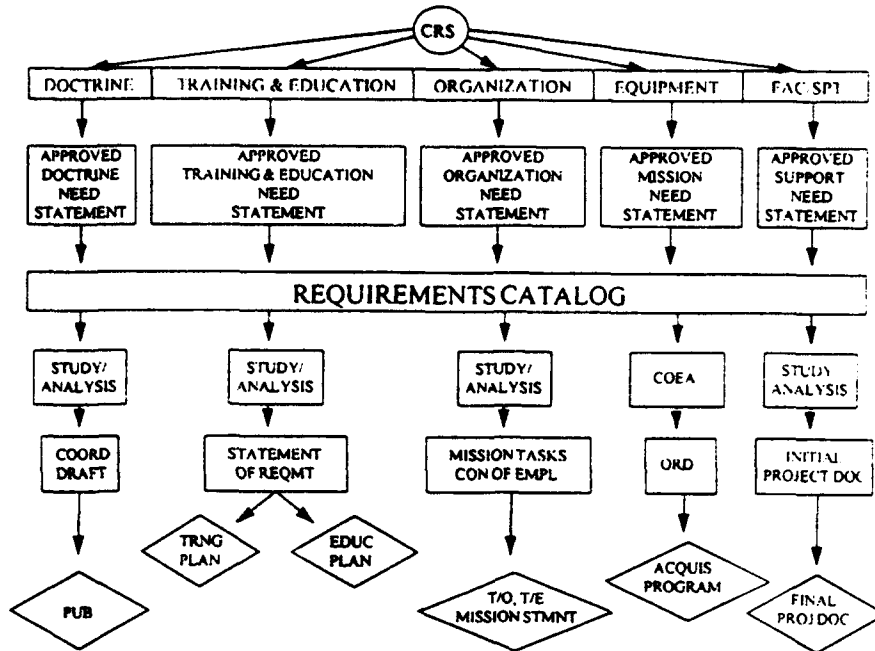 CRS
DOCTRINE
TRAINING & EDUCATION
ORGANIZATION
EQUIPMENT
FAC/SPT
APPROVED
DOCTRINE
NEED
STATEMENT
APPROVED
TRAINING & EDUCATION
NEED
STATEMENT
APPROVED
ORGANIZATION
NEED
STATEMENT
APPROVED
MISSION
NEED
STATEMENT
APPROVED
SUPPORT
NEED
STATEMENT
REQUIREMENTS CATALOG
STUDY/
ANALYSIS
STUDY/
ANALYSIS
STUDY/
ANALYSIS
COEA
STUDY
ANALYSIS
COORD
DRAFT
STATEMENT
OF REQMT
MISSION TASKS
CON OF EMPL
ORD
INITIAL
PROJECT DOC
TRNG
PLAN
EDUC
PLAN
PUB
T/O, T/E
MISSION STMNT
ACQUIS
PROGRAM
FINAL
PROJ DOC